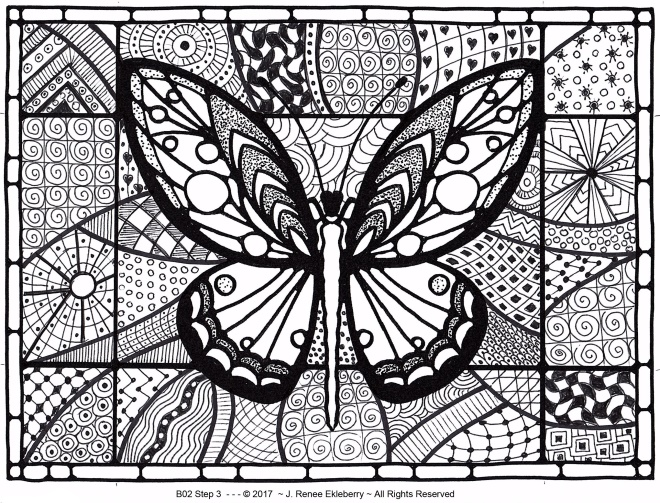 B02 Step 3 - - - © 2017 ~ J. Renee Ekleberry ~ All Rights Reserved